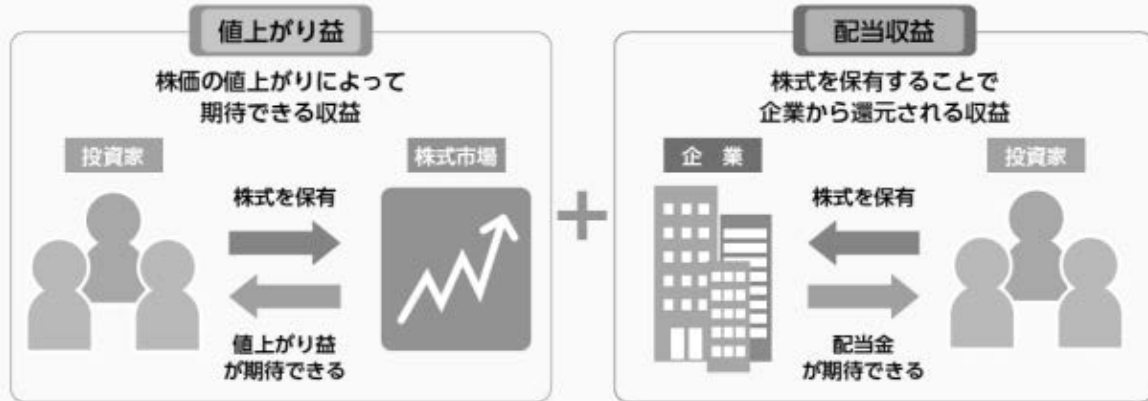 値上がり益
株価の値上がりによって
期待できる収益
投資家
株式市場
株式を保有
値上がり益
が期待できる
配当収益
株式を保有することで
企業から還元される収益
企 業
投資家
株式を保有
配当金
が期待できる